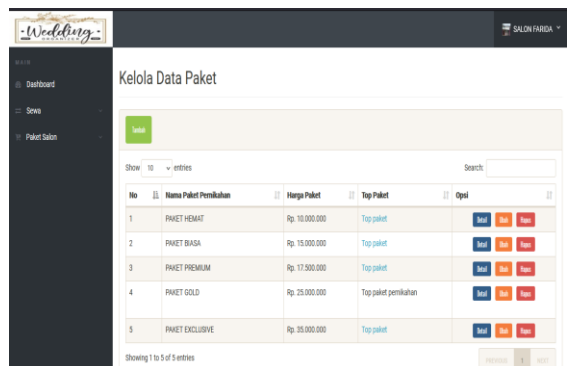 Wedding
ORGANIZER
SALON FARIDA
MAIN
Dashboard
Sewa
Paket Salon
Kelola Data Paket
Tambah
Show 10 entries
Search:
No Nama Paket Pernikahan Harga Paket Top Paket Opsi
1 PAKET HEMAT Rp. 10.000.000 Top paket Detail Ubah Hapus
2 PAKET BIASA Rp. 15.000.000 Top paket Detail Ubah Hapus
3 PAKET PREMIUM Rp. 17.500.000 Top paket Detail Ubah Hapus
4 PAKET GOLD Rp. 25.000.000 Top paket pernikahan Detail Ubah Hapus
5 PAKET EXCLUSIVE Rp. 35.000.000 Top paket Detail Ubah Hapus
Showing 1 to 5 of 5 entries
PREVIOUS 1 NEXT